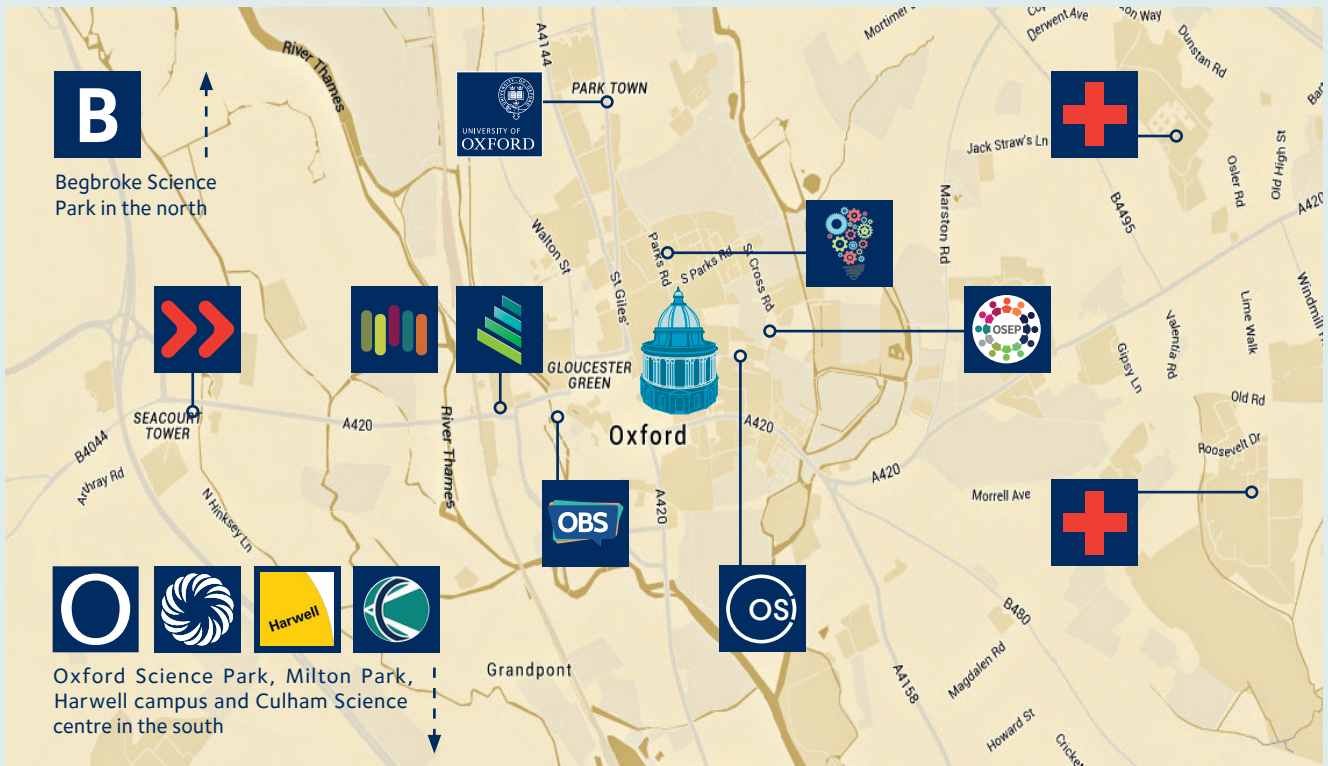 River Thames
A4144
UNIVERSITY OF
OXFORD
PARK TOWN
Derwent Ave
Dunstan Rd
B
Begbroke Science
Park in the north
Jack Straw's Ln
Osler Rd
Old High St
A420
B4495
Marston Rd
Walton St
Parks Rd
S Parks Rd
St Cross Rd
St Giles'
OSEP
Valentia Rd
Lime Walk
Gipsy Ln
GLOUCESTER
GREEN
SEACOURT
TOWER
A420
River Thames
Oxford
A420
Old Rd
Roosevelt Dr
B4044
Arthray Rd
N Hinksey Ln
A420
A420
Morrell Ave
OBS
OS
O
Harwell
Oxford Science Park, Milton Park,
Harwell campus and Culham Science
centre in the south
Grandpont
B480
A4158
Magdalen Rd
Howard St